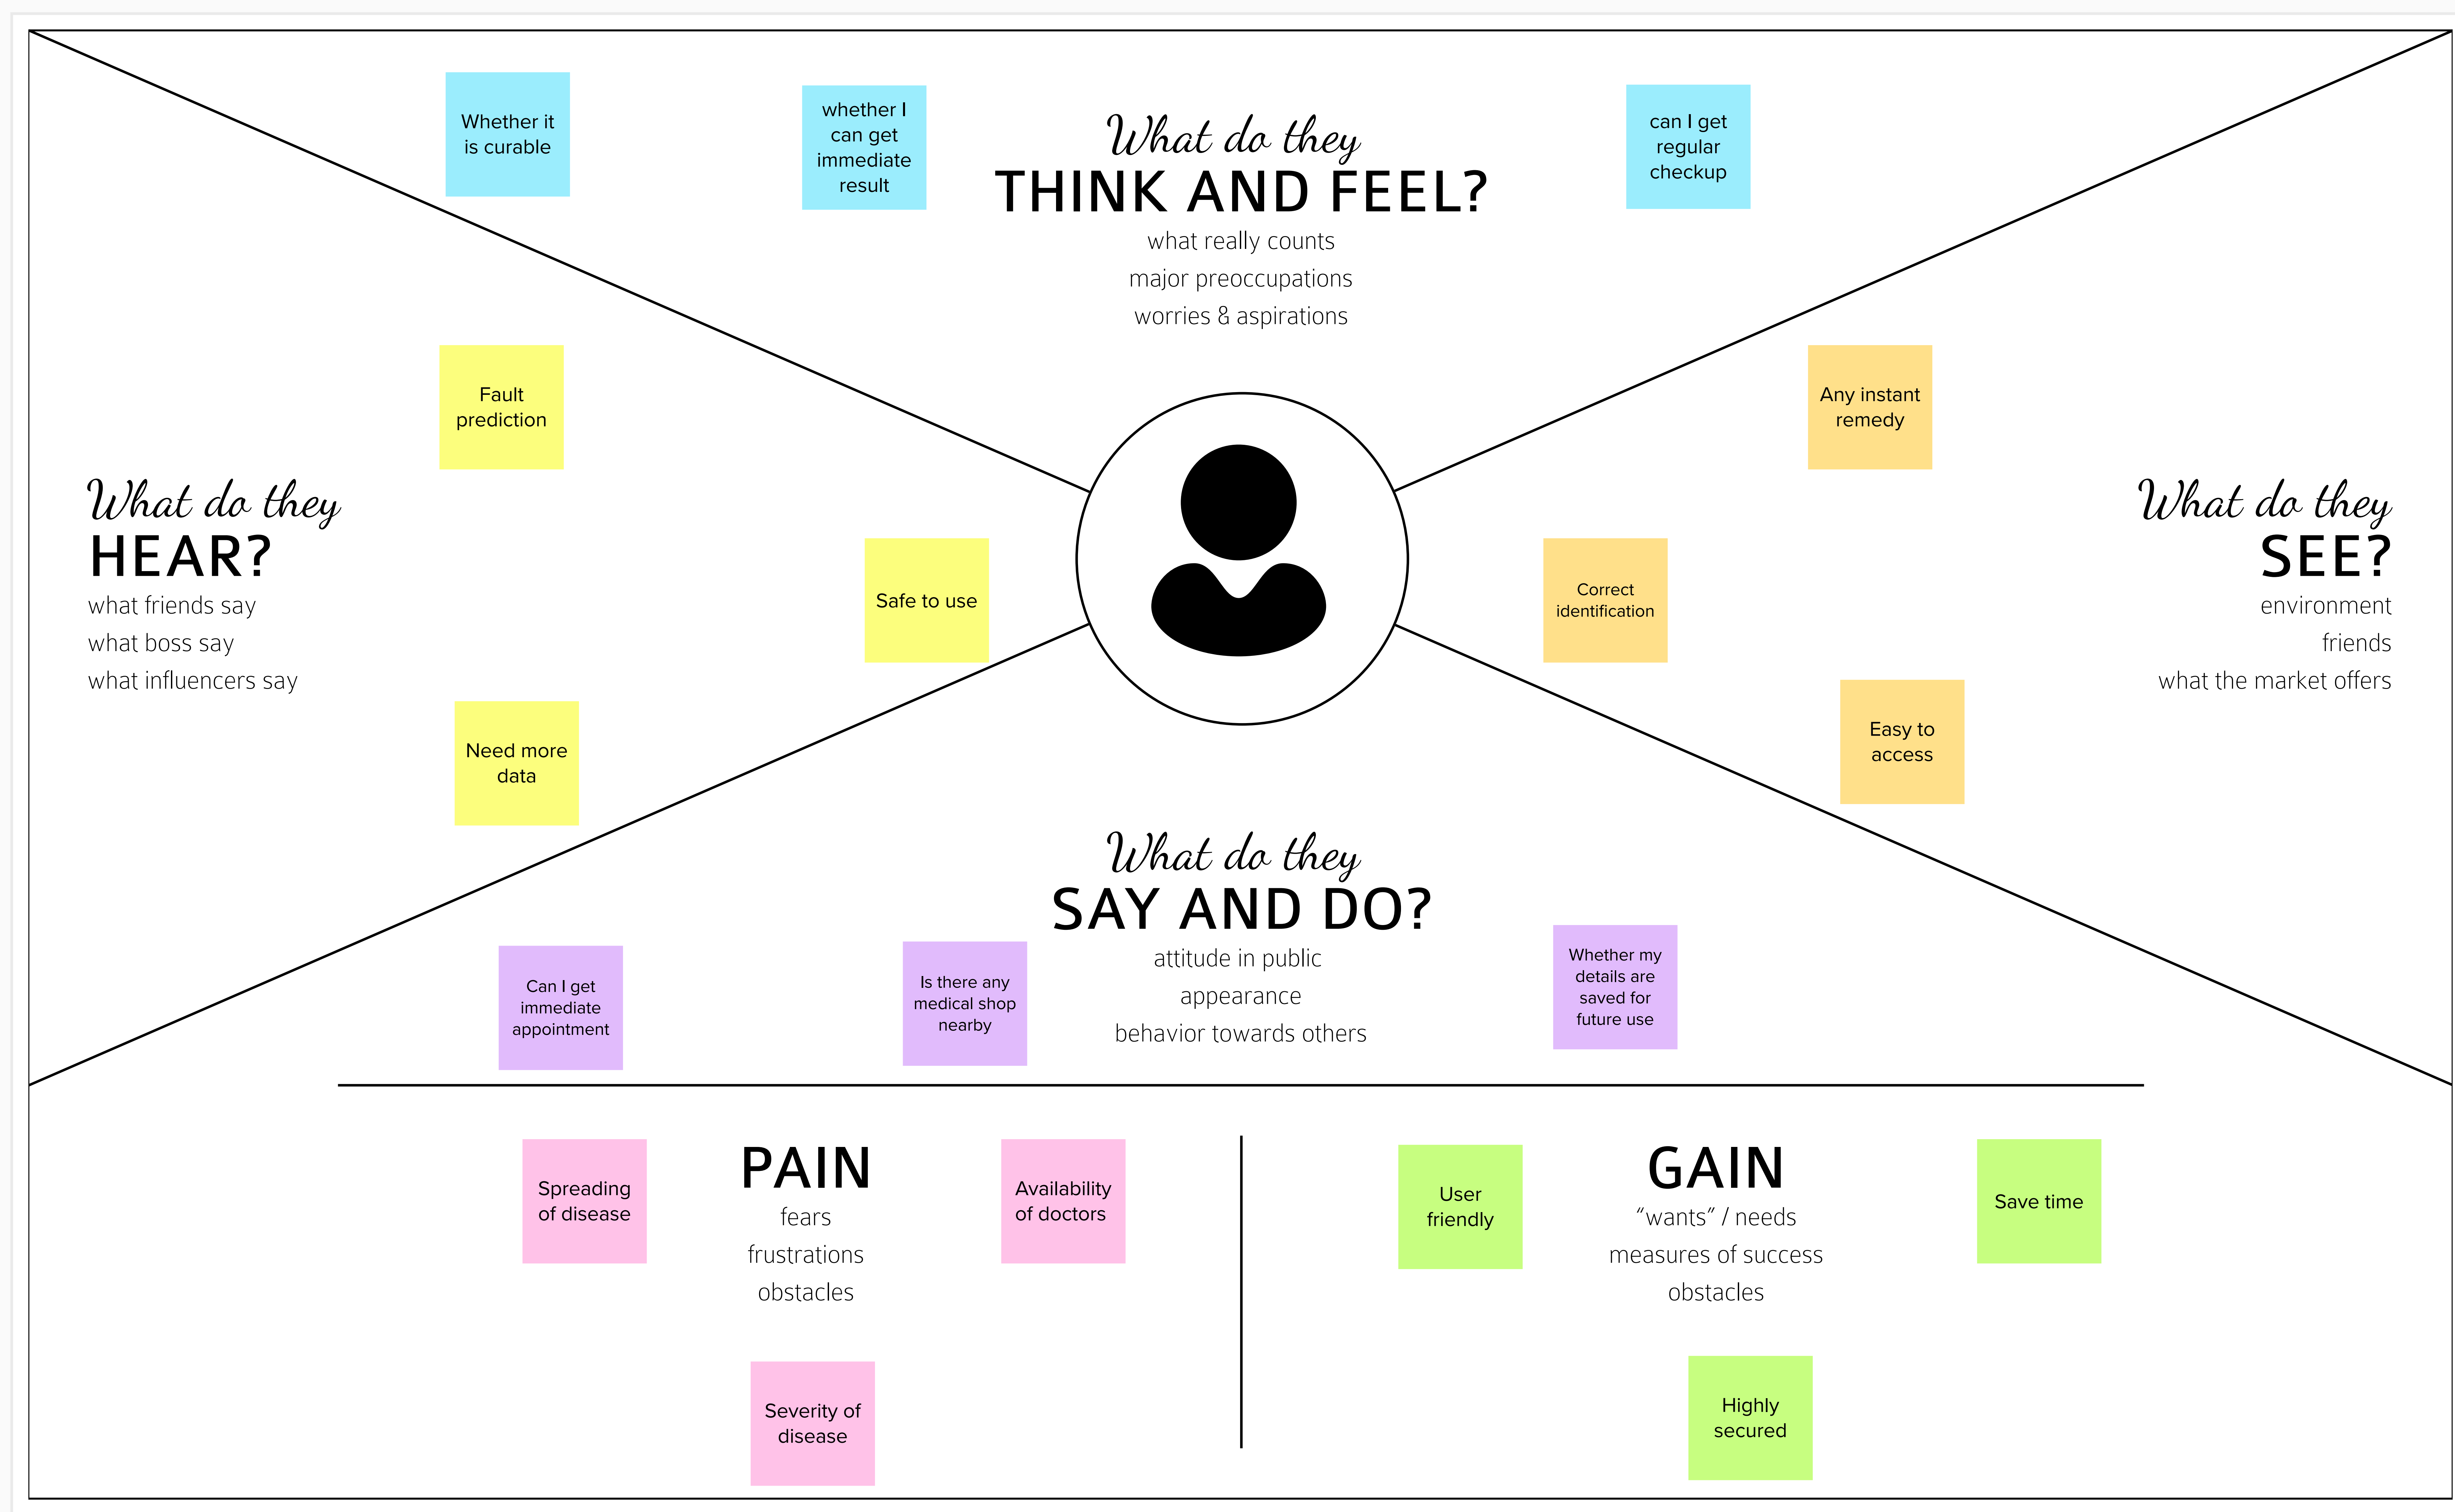 Whether it
is curable
whether I
can get
immediate
result
What do they
THINK AND FEEL?
what really counts
major preoccupations
worries & aspirations
can I get
regular
checkup
Fault
prediction
What do they
HEAR?
what friends say
what boss say
what influencers say
Safe to use
Need more
data
Any instant
remedy
Correct
identification
What do they
SEE?
environment
friends
what the market offers
Easy to
access
What do they
SAY AND DO?
attitude in public
appearance
behavior towards others
Can I get
immediate
appointment
Is there any
medical shop
nearby
Whether my
details are
saved for
future use
Spreading
of disease
PAIN
fears
frustrations
obstacles
Availability
of doctors
Severity of
disease
User
friendly
GAIN
“wants” / needs
measures of success
obstacles
Save time
Highly
secured